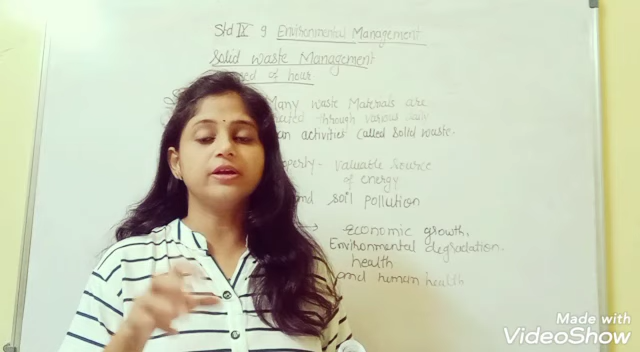 Std IX 9 Environmental Management
Solid waste Management
need of hour
Many waste Materials are
through various daily
activities called Solid waste.
valuable source
of energy
and soil pollution
→ economic growth,
Environmental degradation.
health
and human health
Made with
VideoShow